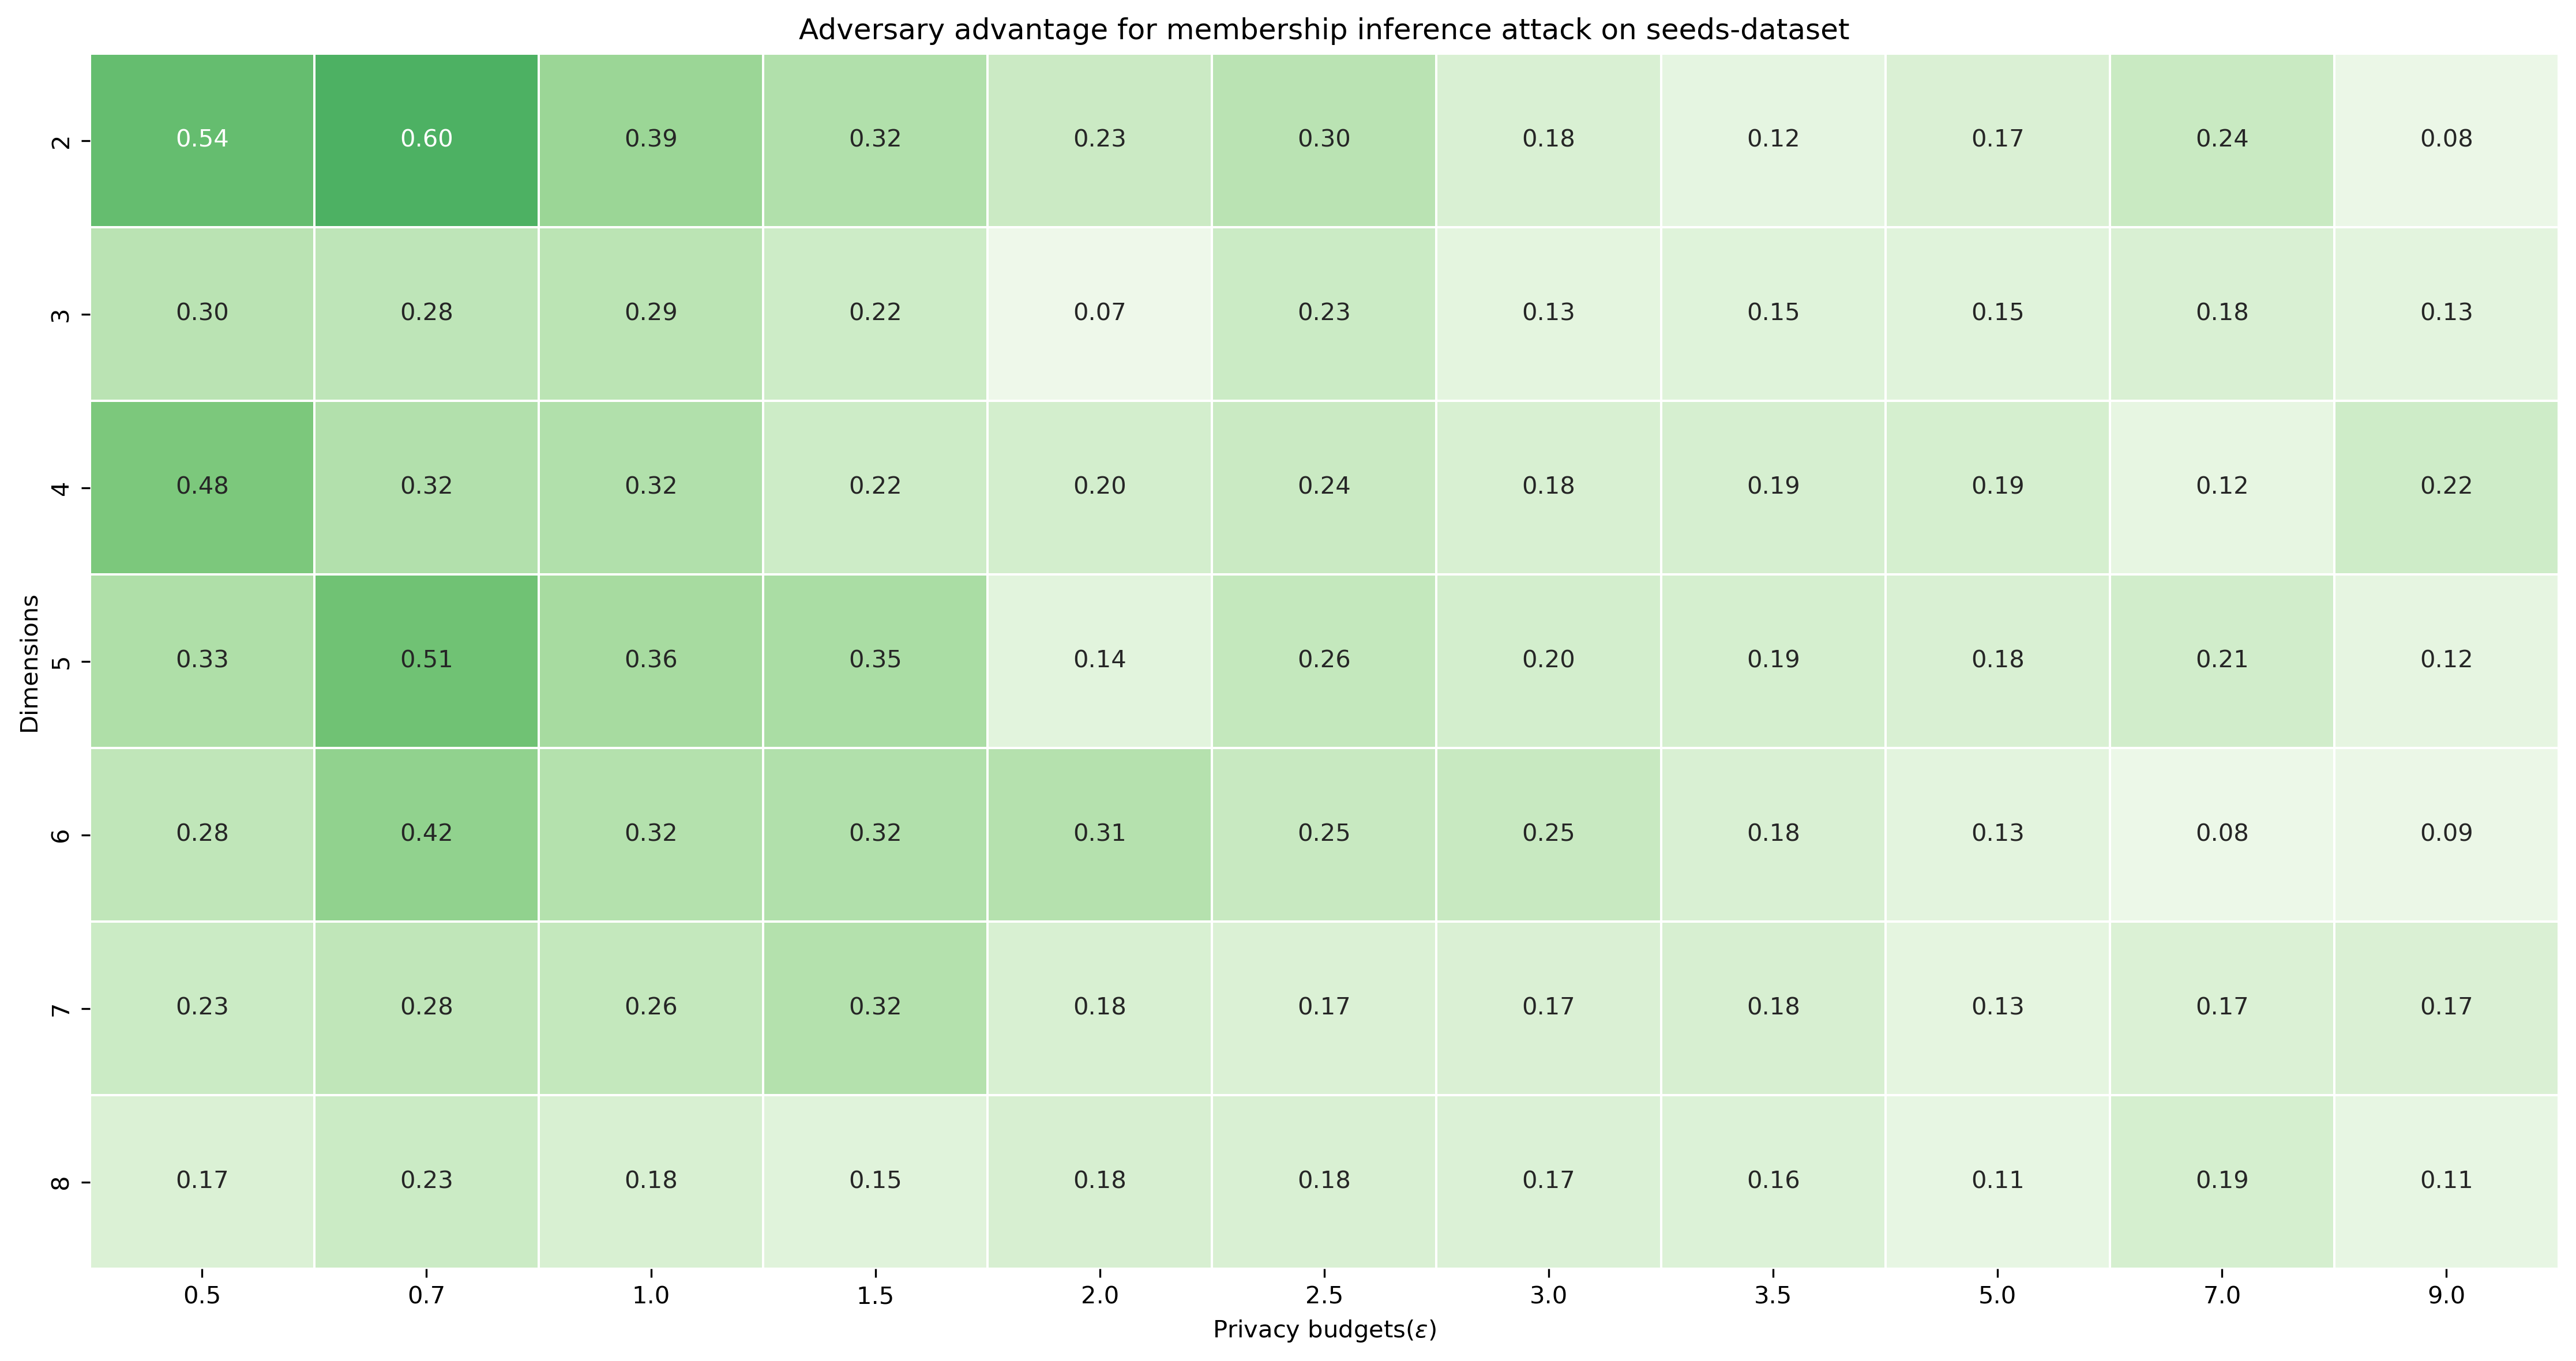 Adversary advantage for membership inference attack on seeds-dataset
Dimensions
2 0.54 0.60 0.39 0.32 0.23 0.30 0.18 0.12 0.17 0.24 0.08
3 0.30 0.28 0.29 0.22 0.07 0.23 0.13 0.15 0.15 0.18 0.13
4 0.48 0.32 0.32 0.22 0.20 0.24 0.18 0.19 0.19 0.12 0.22
5 0.33 0.51 0.36 0.35 0.14 0.26 0.20 0.19 0.18 0.21 0.12
6 0.28 0.42 0.32 0.32 0.31 0.25 0.25 0.18 0.13 0.08 0.09
7 0.23 0.28 0.26 0.32 0.18 0.17 0.17 0.18 0.13 0.17 0.17
8 0.17 0.23 0.18 0.15 0.18 0.18 0.17 0.16 0.11 0.19 0.11
0.5 0.7 1.0 1.5 2.0 2.5 3.0 3.5 5.0 7.0 9.0
Privacy budgets(ε)